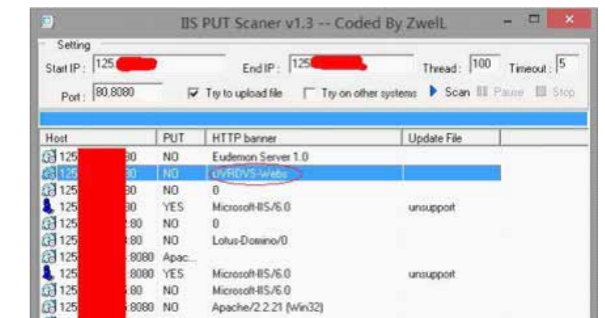 IIS PUT Scaner v1.3 -- Coded By ZwelL
Setting
Start IP : 125 End IP : 125 Thread : 100 Timeout : 5
Port : 80,8080 Try to upload file Try on other systems Scan Pause Stop
Host PUT HTTP banner Update File
125 80 NO Eudemon Server 1.0
125 80 NO UVRDVS-Webs
125 80 NO 0
125 80 YES Microsoft-IIS/6.0 unsupport
125 :80 NO 0
125 :80 NO Lotus-Domino/0
125 :8080 Apac...
125 :8080 YES Microsoft-IIS/6.0 unsupport
125 :80 NO Microsoft-IIS/6.0
125 :8080 NO Apache/2.2.21 (Win32)